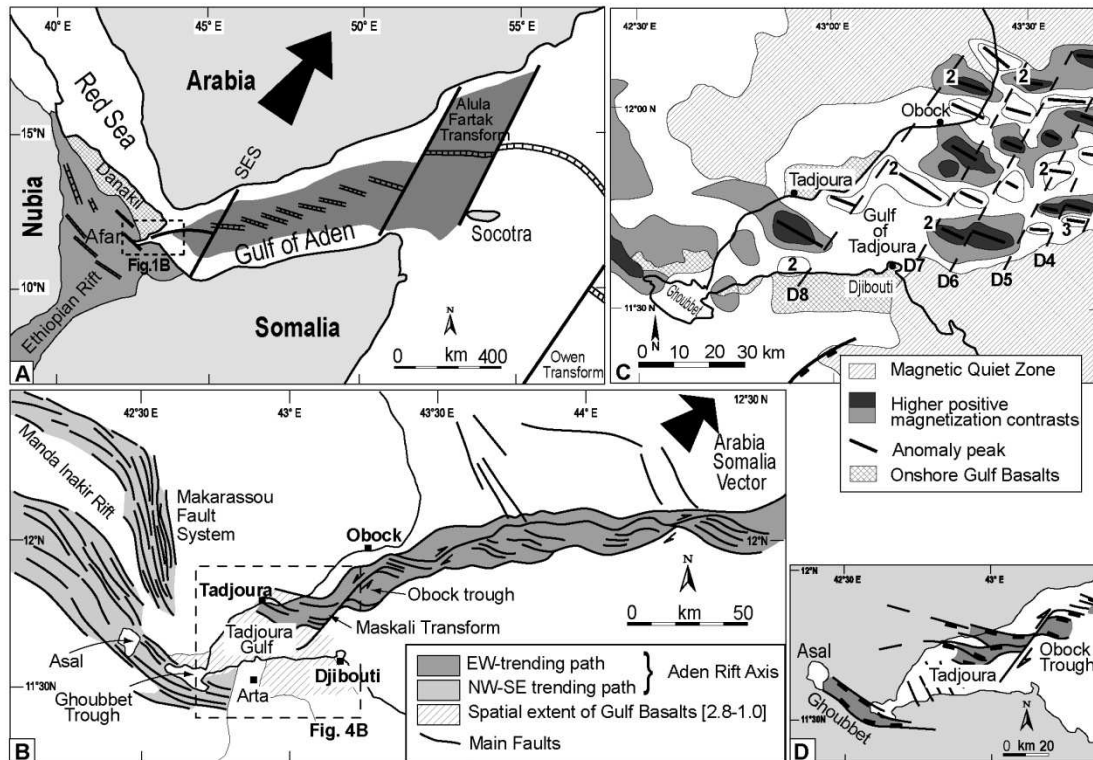 40° E
45°E
50°E
55°E
15°N
10°N
Red Sea
Arabia
Nubia
Danakil
Afar
Fig.1B
Ethiopian Rift
SES
Gulf of Aden
Alula
Fartak
Transform
Socotra
Somalia
N
0 km 400
Owen
Transform
A
42°30 E
43°00 E
43°30 E
12°00 N
11°30 N
2
2
Obock
Tadjoura
2
2
Gulf
of
Tadjoura
2
3
D4
D5
D6
D7
D8
2
Djibouti
Ghoubbet
N
0 10 20 30 km
C
Magnetic Quiet Zone
Higher positive
magnetization contrasts
Anomaly peak
Onshore Gulf Basalts
42°30 E
43°E
43°30 E
44° E
12°30 N
12°N
12°N
11°30 N
Manda Inakir Rift
Makarassou
Fault
System
Arabia
Somalia
Vector
Obock
Tadjoura
Obock trough
Tadjoura
Gulf
Maskali Transform
Asal
Ghoubbet
Trough
Arta
Djibouti
Fig. 4B
N
0 km 50
B
EW-trending path
NW-SE trending path
} Aden Rift Axis
Spatial extent of Gulf Basalts [2.8-1.0]
Main Faults
12°N
42°30 E
43°E
Asal
11°30N
Ghoubbet
Tadjoura
Obock
Trough
N
0 km 20
D